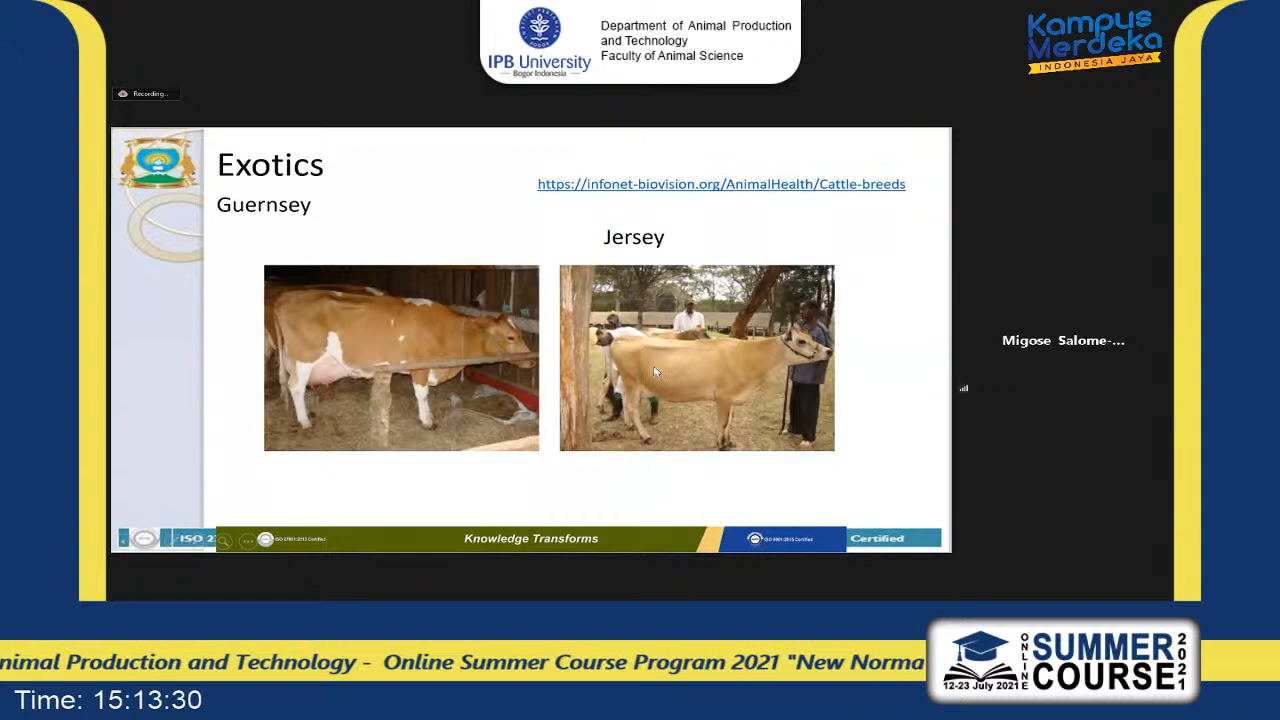 IPB University
Bogor Indonesia
Department of Animal Production
and Technology
Faculty of Animal Science
Kampus
Merdeka
INDONESIA JAYA
Recording...
Exotics
https://infonet-biovision.org/AnimalHealth/Cattle-breeds
Guernsey
Jersey
Migose Salome-...
ISO 2
ISO 27001:2013 Certified
Knowledge Transforms
ISO 9001:2015 Certified
Certified
nimal Production and Technology - Online Summer Course Program 2021 "New Norma
ONLINE
SUMMER
COURSE
2021
12-23 July 2021
Time: 15:13:30